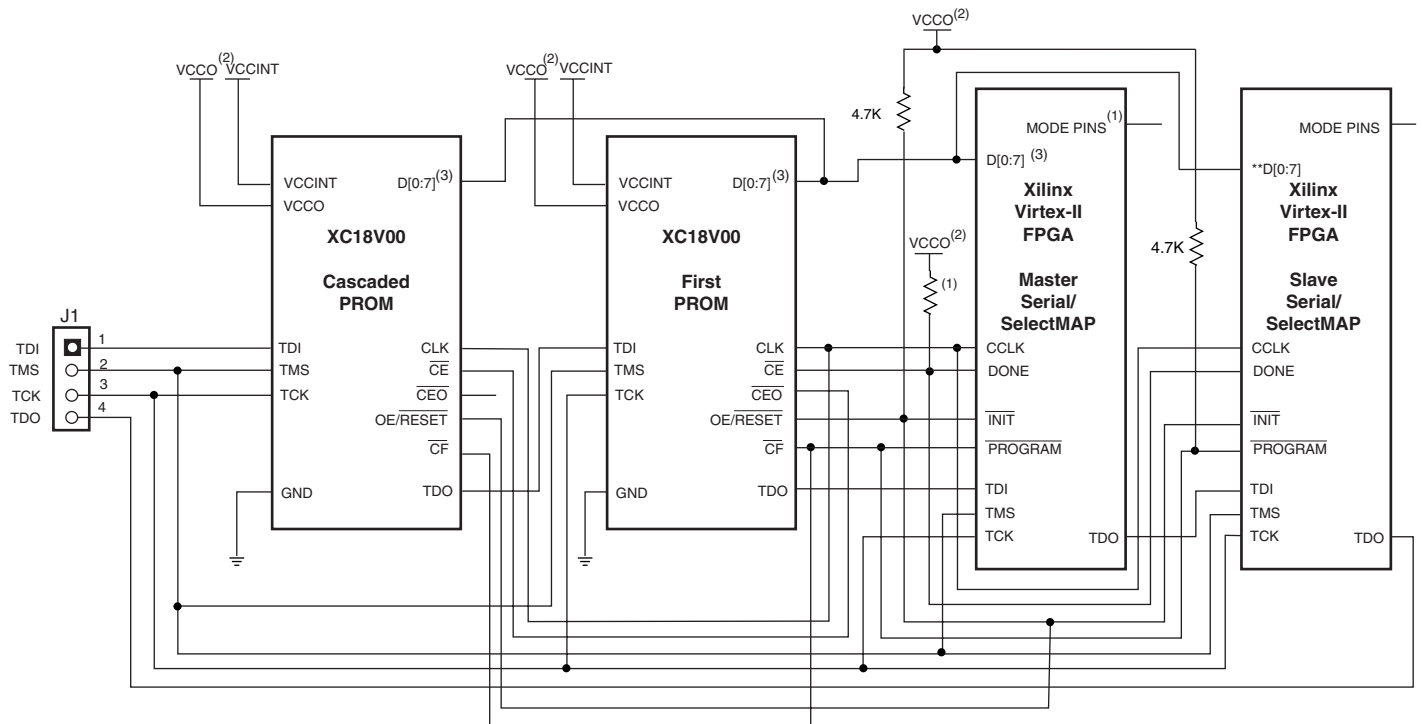 VCCO(2)
VCCO(2) VCCINT
VCCO(2) VCCINT
4.7K
MODE PINS(1)
MODE PINS
VCCINT
D[0:7](3)
VCCO
XC18V00
Cascaded
PROM
VCCINT
D[0:7](3)
VCCO
XC18V00
First
PROM
D[0:7](3)
Xilinx
Virtex-II
FPGA
Master
Serial/
SelectMAP
**D[0:7]
Xilinx
Virtex-II
FPGA
Slave
Serial/
SelectMAP
4.7K
VCCO(2)
(1)
J1
TDI 1
TMS 2
TCK 3
TDO 4
TDI
TMS
TCK
GND
CLK
CE
CEO
OE/RESET
CF
TDO
TDI
TMS
TCK
GND
CLK
CE
CEO
OE/RESET
CF
TDO
CCLK
DONE
INIT
PROGRAM
TDI
TMS
TCK
TDO
CCLK
DONE
INIT
PROGRAM
TDI
TMS
TCK
TDO